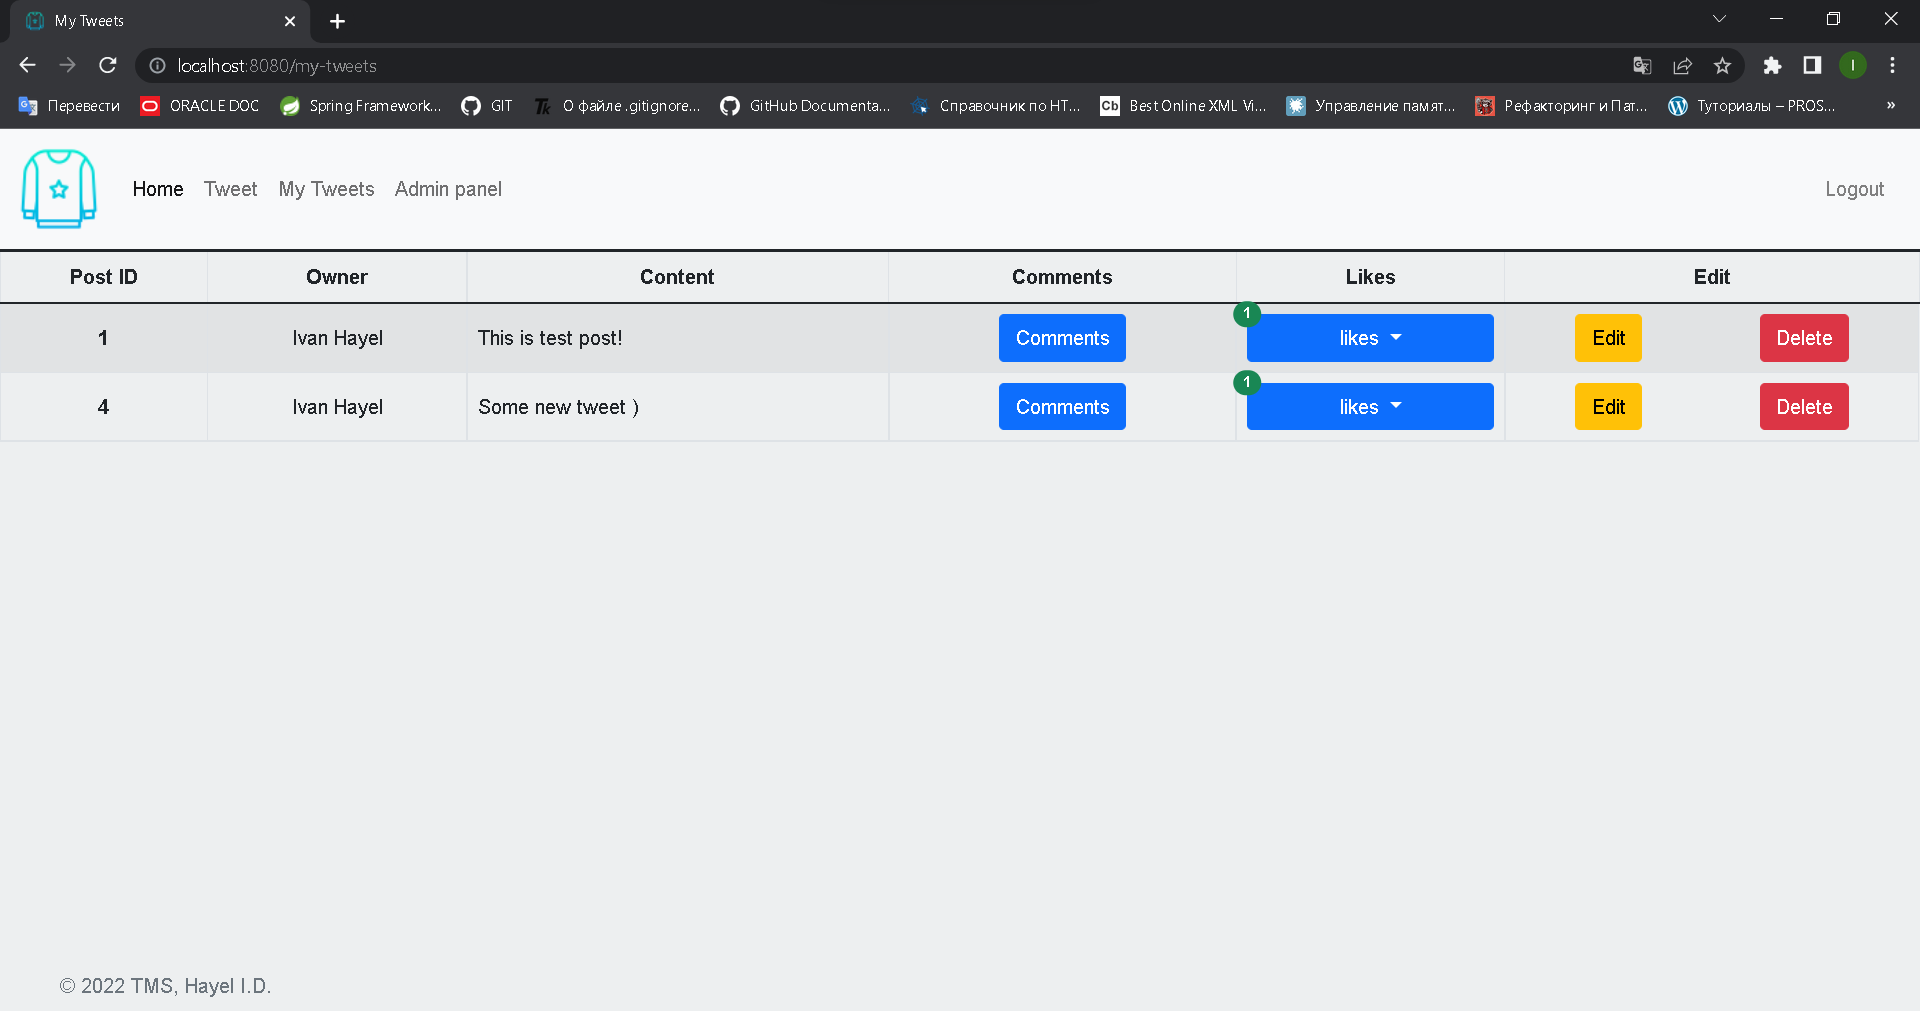 My Tweets
localhost:8080/my-tweets
I
Перевести ORACLE DOC Spring Framework... GIT Tk О файле .gitignore... GitHub Documenta... Справочник по HT... Cb Best Online XML Vi... Управление памят... Рефакторинг и Пат... Туториалы – PROS... »
Home Tweet My Tweets Admin panel Logout
Post ID Owner Content Comments Likes Edit
1 Ivan Hayel This is test post! Comments 1 likes Edit Delete
4 Ivan Hayel Some new tweet ) Comments 1 likes Edit Delete
© 2022 TMS, Hayel I.D.